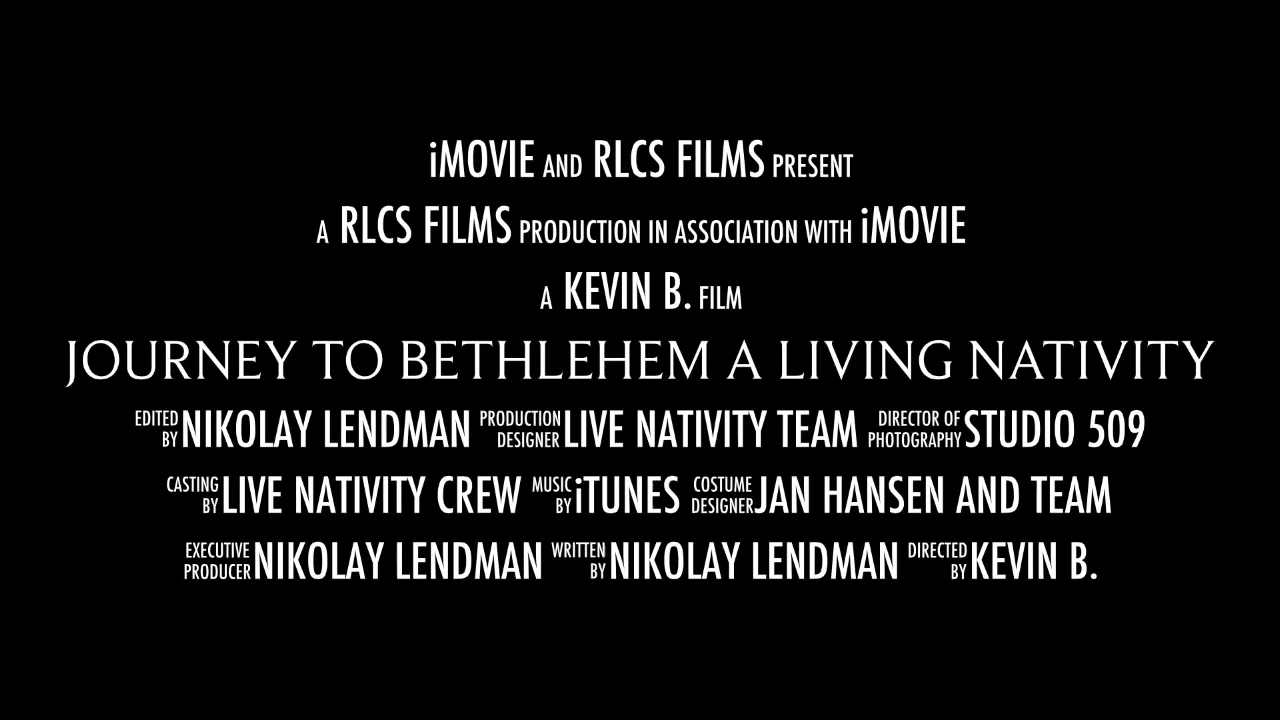 iMOVIE AND RLCS FILMS PRESENT
A RLCS FILMS PRODUCTION IN ASSOCIATION WITH iMOVIE
A KEVIN B. FILM
JOURNEY TO BETHLEHEM A LIVING NATIVITY
EDITED BY NIKOLAY LENDMAN PRODUCTION DESIGNER LIVE NATIVITY TEAM DIRECTOR OF PHOTOGRAPHY STUDIO 509
CASTING BY LIVE NATIVITY CREW MUSIC BY iTUNES COSTUME DESIGNER JAN HANSEN AND TEAM
EXECUTIVE PRODUCER NIKOLAY LENDMAN WRITTEN BY NIKOLAY LENDMAN DIRECTED BY KEVIN B.